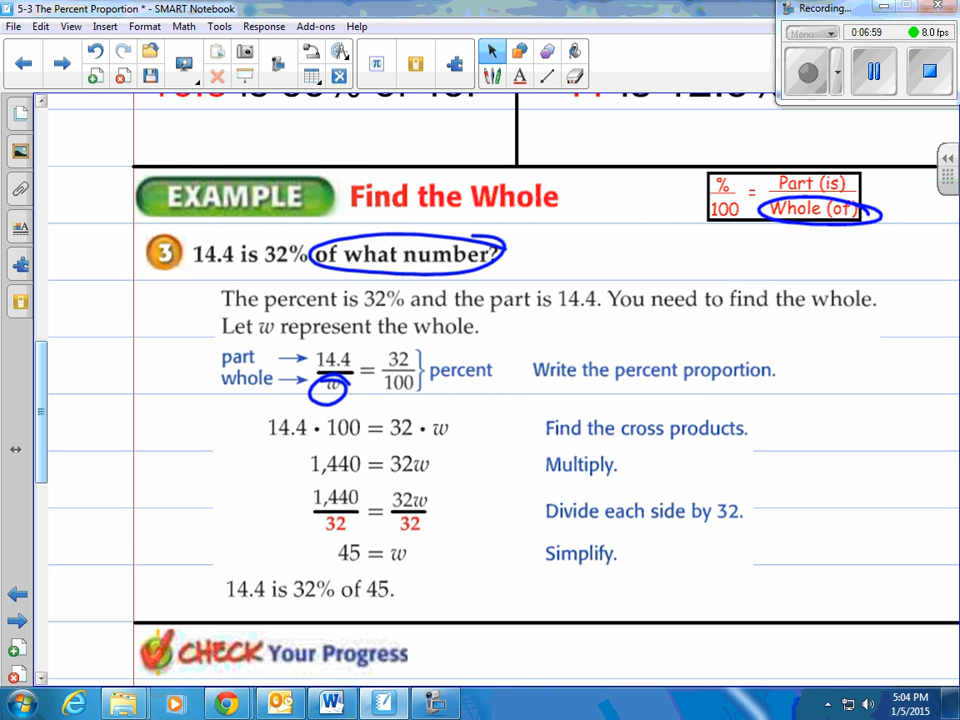 5-3 The Percent Proportion * - SMART Notebook
Recording...
File Edit View Insert Format Math Tools Response Add-ons Help
Menu
0:06:59
8.0 fps
EXAMPLE Find the Whole
% Part (is)
=
100 Whole (of)
3 14.4 is 32% of what number?
The percent is 32% and the part is 14.4. You need to find the whole.
Let w represent the whole.
part → 14.4 32
= } percent Write the percent proportion.
whole → w 100
14.4 • 100 = 32 • w Find the cross products.
1,440 = 32w Multiply.
1,440 32w
= Divide each side by 32.
32 32
45 = w Simplify.
14.4 is 32% of 45.
CHECK Your Progress
5:04 PM
1/5/2015